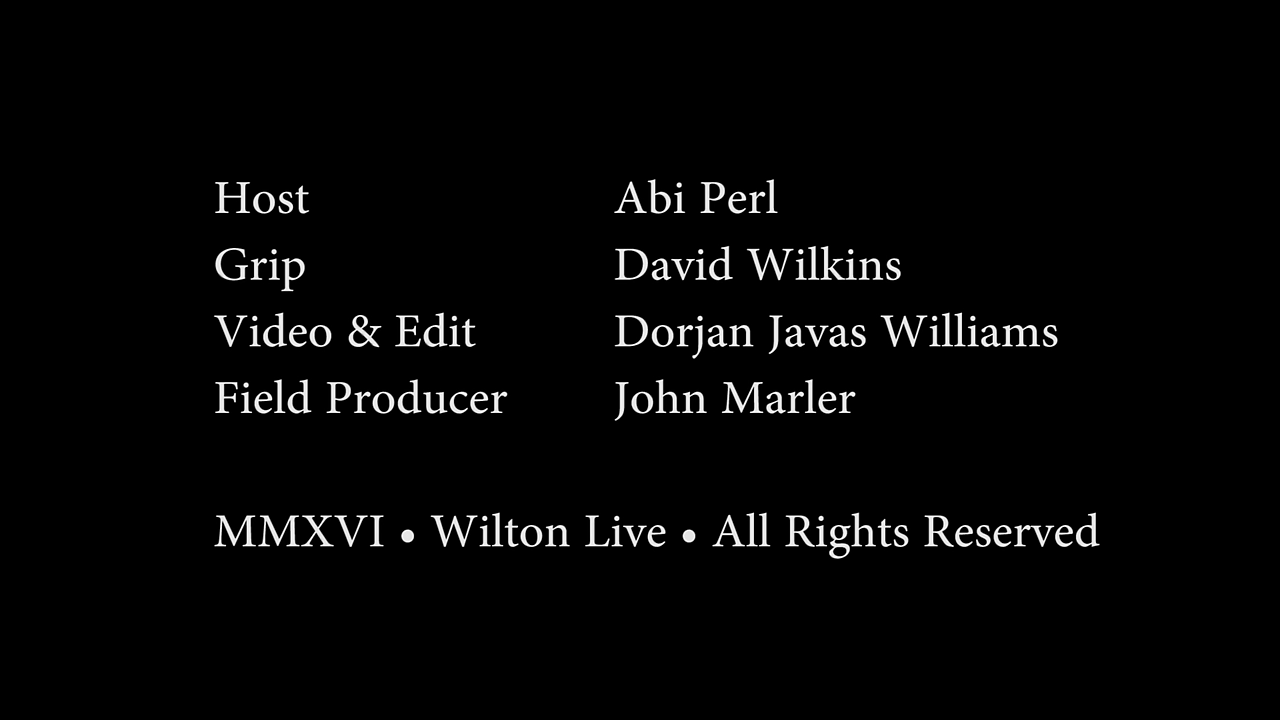 Host Abi Perl
Grip David Wilkins
Video & Edit Dorjan Javas Williams
Field Producer John Marler
MMXVI • Wilton Live • All Rights Reserved